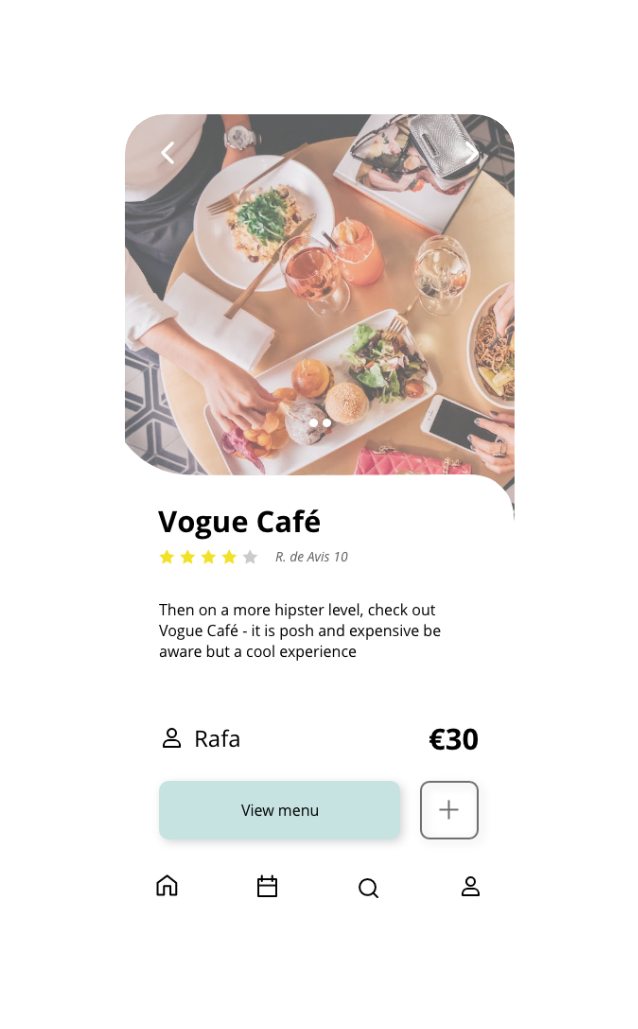 Vogue Café
R. de Avis 10
Then on a more hipster level, check out
Vogue Café - it is posh and expensive be
aware but a cool experience
Rafa
€30
View menu